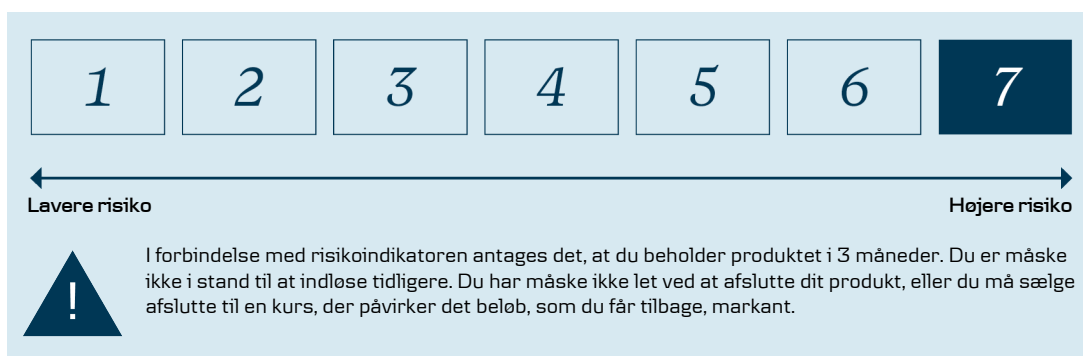 1 2 3 4 5 6 7
Lavere risiko Højere risiko
! I forbindelse med risikoindikatoren antages det, at du beholder produktet i 3 måneder. Du er måske
ikke i stand til at indløse tidligere. Du har måske ikke let ved at afslutte dit produkt, eller du må sælge
afslutte til en kurs, der påvirker det beløb, som du får tilbage, markant.